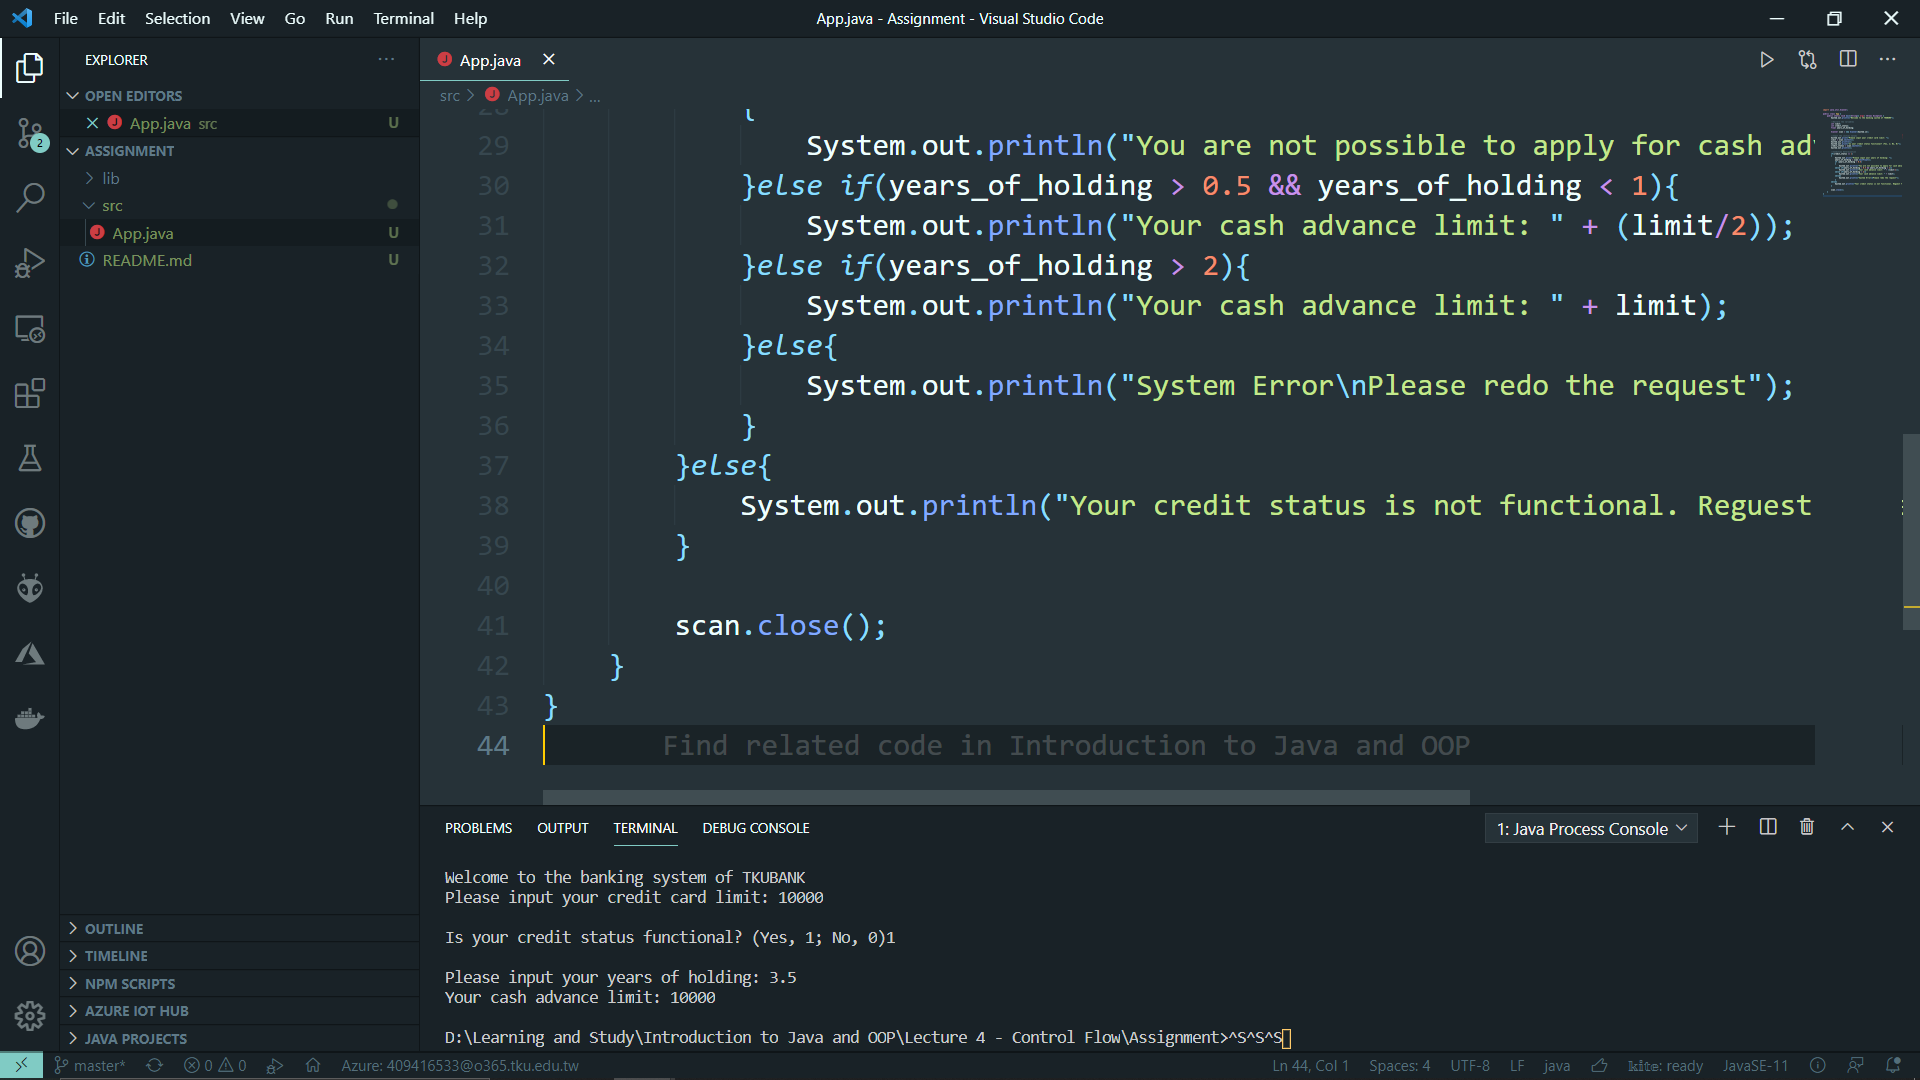 File Edit Selection View Go Run Terminal Help
App.java - Assignment - Visual Studio Code
EXPLORER
OPEN EDITORS
App.java src U
ASSIGNMENT
lib
src
App.java U
README.md U
OUTLINE
TIMELINE
NPM SCRIPTS
AZURE IOT HUB
JAVA PROJECTS
2
App.java
src > App.java > ...
28 {
29 System.out.println("You are not possible to apply for cash adv
30 }else if(years_of_holding > 0.5 && years_of_holding < 1){
31 System.out.println("Your cash advance limit: " + (limit/2));
32 }else if(years_of_holding > 2){
33 System.out.println("Your cash advance limit: " + limit);
34 }else{
35 System.out.println("System Error\nPlease redo the request");
36 }
37 }else{
38 System.out.println("Your credit status is not functional. Reguest
39 }
40
41 scan.close();
42 }
43 }
44 Find related code in Introduction to Java and OOP
PROBLEMS OUTPUT TERMINAL DEBUG CONSOLE
1: Java Process Console
Welcome to the banking system of TKUBANK
Please input your credit card limit: 10000
Is your credit status functional? (Yes, 1; No, 0)1
Please input your years of holding: 3.5
Your cash advance limit: 10000
D:\Learning and Study\Introduction to Java and OOP\Lecture 4 - Control Flow\Assignment>^S^S^S
master* 0 0 Azure: 409416533@o365.tku.edu.tw
Ln 44, Col 1 Spaces: 4 UTF-8 LF java kite: ready JavaSE-11